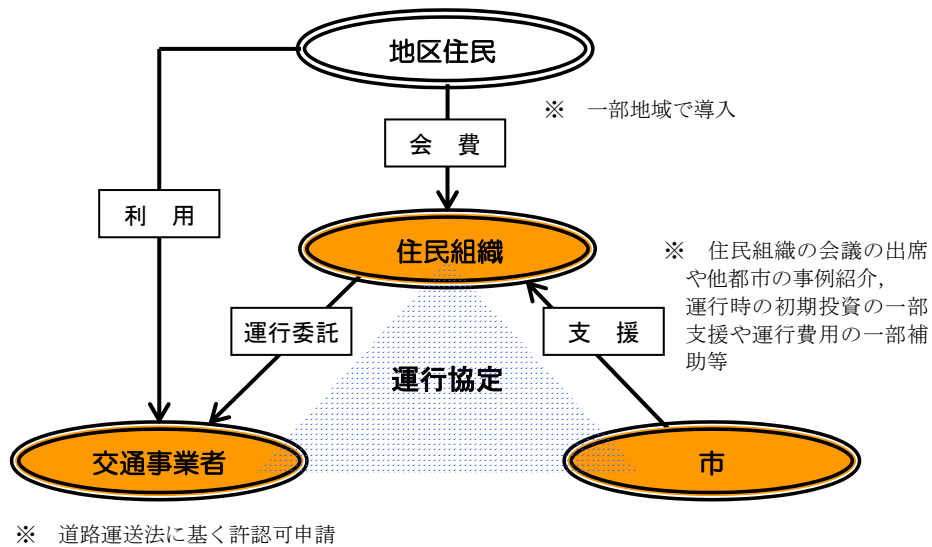 地区住民
※　一部地域で導入
会　費
利　用
住民組織
※　住民組織の会議の出席
や他都市の事例紹介,
運行時の初期投資の一部
支援や運行費用の一部補
助等
運行委託
支　援
運行協定
交通事業者
市
※　道路運送法に基く許認可申請